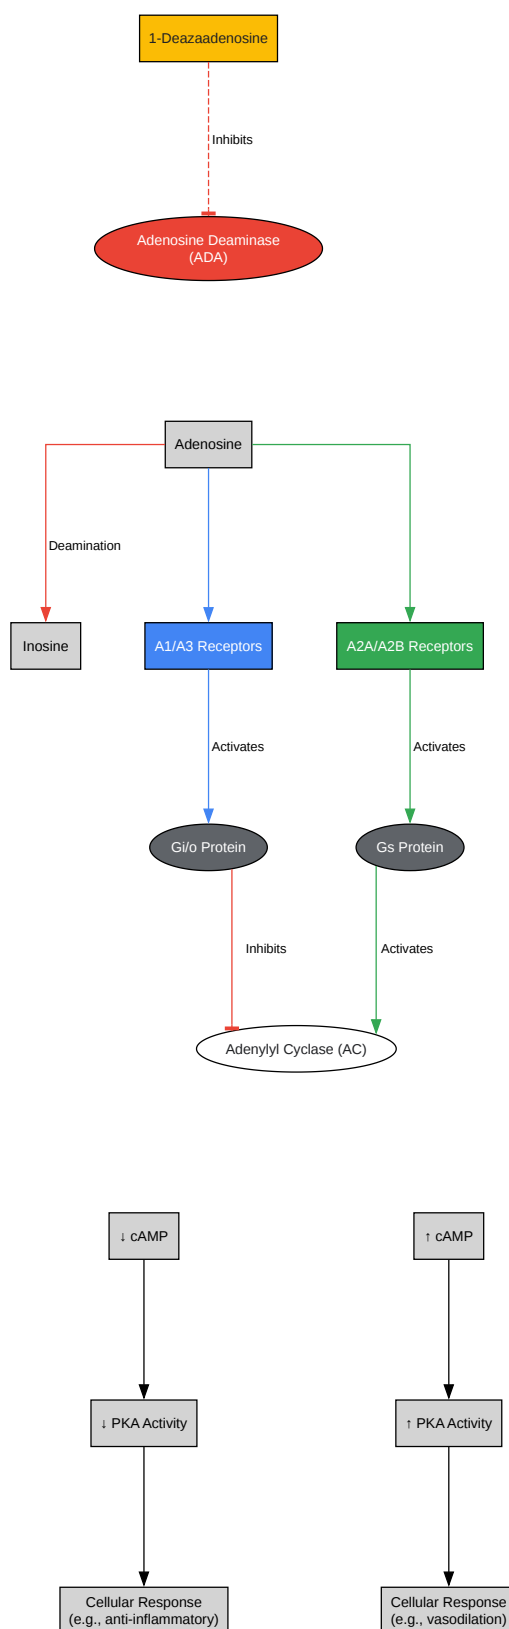 1-Deazaadenosine
Inhibits
Adenosine Deaminase
(ADA)
Adenosine
Deamination
Inosine
A1/A3 Receptors
A2A/A2B Receptors
Activates
Activates
Gi/o Protein
Gs Protein
Inhibits
Activates
Adenylyl Cyclase (AC)
↓ cAMP
↑ cAMP
↓ PKA Activity
↑ PKA Activity
Cellular Response
(e.g., anti-inflammatory)
Cellular Response
(e.g., vasodilation)